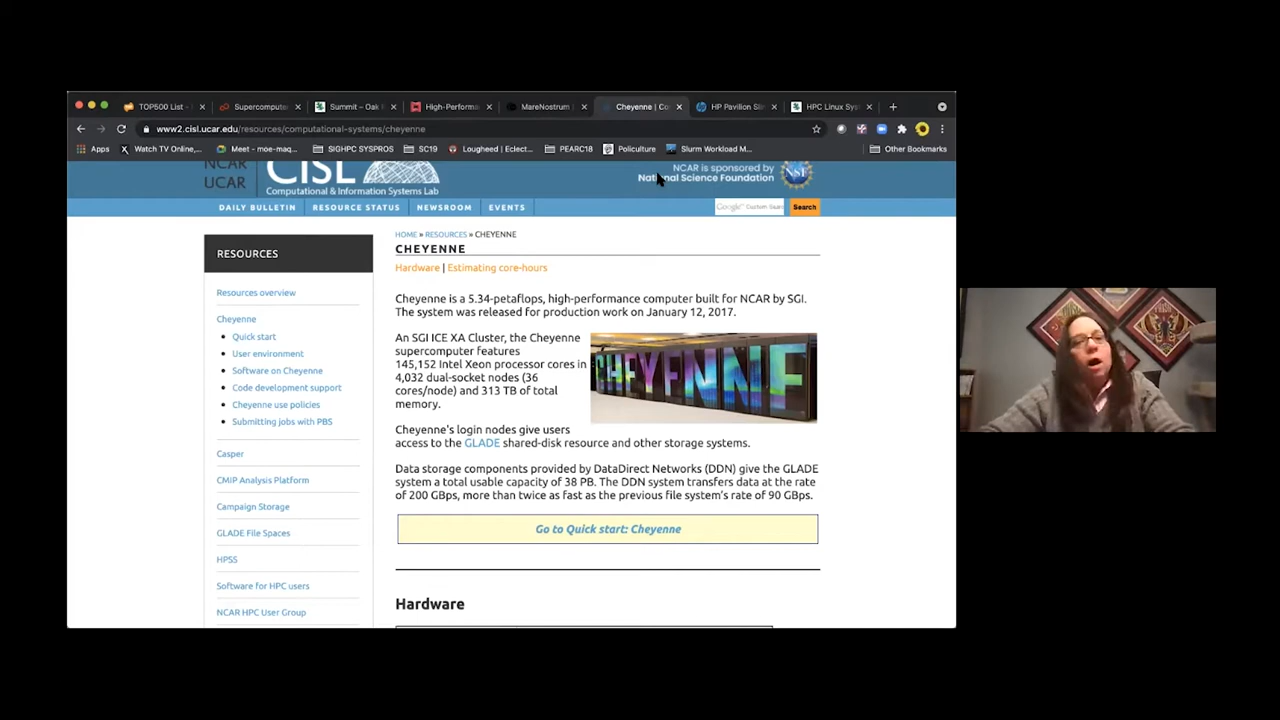 TOP500 List -
Supercompute
Summit – Oak
High-Performa
MareNostrum
Cheyenne | Co
HP Pavilion Sli
HPC Linux Sys
www2.cisl.ucar.edu/resources/computational-systems/cheyenne
Apps
Watch TV Online,...
Meet - moe-maq...
SIGHPC SYSPROS
SC19
Lougheed | Eclect...
PEARC18
Policulture
Slurm Workload M...
Other Bookmarks
NCAR
UCAR
CISL
Computational & Information Systems Lab
NCAR is sponsored by
National Science Foundation
NSF
DAILY BULLETIN
RESOURCE STATUS
NEWSROOM
EVENTS
Google
Search
RESOURCES
Resources overview
Cheyenne
Quick start
User environment
Software on Cheyenne
Code development support
Cheyenne use policies
Submitting jobs with PBS
Casper
CMIP Analysis Platform
Campaign Storage
GLADE File Spaces
HPSS
Software for HPC users
NCAR HPC User Group
HOME » RESOURCES » CHEYENNE
CHEYENNE
Hardware | Estimating core-hours
Cheyenne is a 5.34-petaflops, high-performance computer built for NCAR by SGI.
The system was released for production work on January 12, 2017.
An SGI ICE XA Cluster, the Cheyenne
supercomputer features
145,152 Intel Xeon processor cores in
4,032 dual-socket nodes (36
cores/node) and 313 TB of total
memory.
CHEYENNE
Cheyenne's login nodes give users
access to the GLADE shared-disk resource and other storage systems.
Data storage components provided by DataDirect Networks (DDN) give the GLADE
system a total usable capacity of 38 PB. The DDN system transfers data at the rate
of 200 GBps, more than twice as fast as the previous file system's rate of 90 GBps.
Go to Quick start: Cheyenne
Hardware